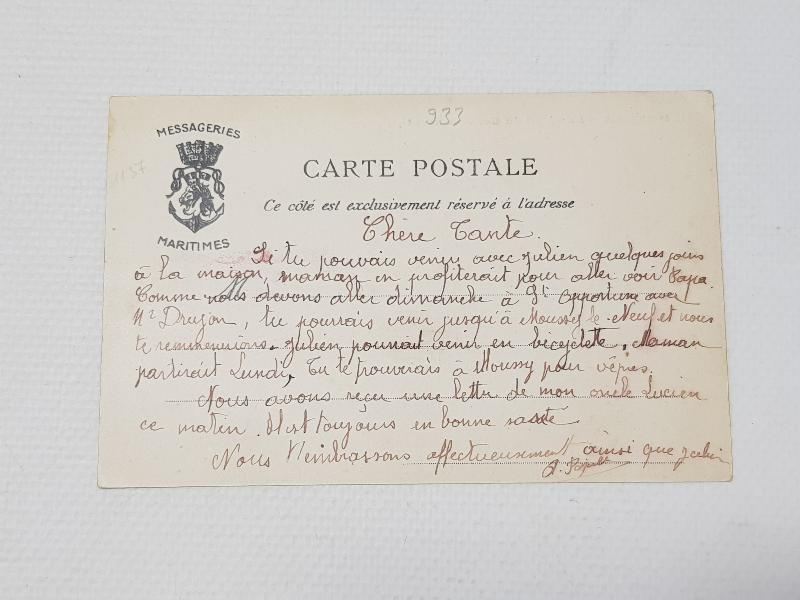 933
1157
MESSAGERIES
MARITIMES
CARTE POSTALE
Ce côté est exclusivement réservé à l'adresse
Chère Tante.
Si tu pouvais venir avec Julien quelques jours
à la maison, maman en profiterait pour aller voir Papa.
Comme nous devons aller dimanche à St Opportune avec
Mr Drujon, tu pourrais venir jusqu'à Moussy le Neuf et nous
te remmenerions. Julien pourrait venir en bicyclette. Maman
partirait Lundi, Tu te trouverais à Moussy pour vêpres.
Nous avons reçu une lettre de mon oncle Lucien
ce matin. Il est toujours en bonne santé
Nous t'embrassons affectueusement ainsi que Julien